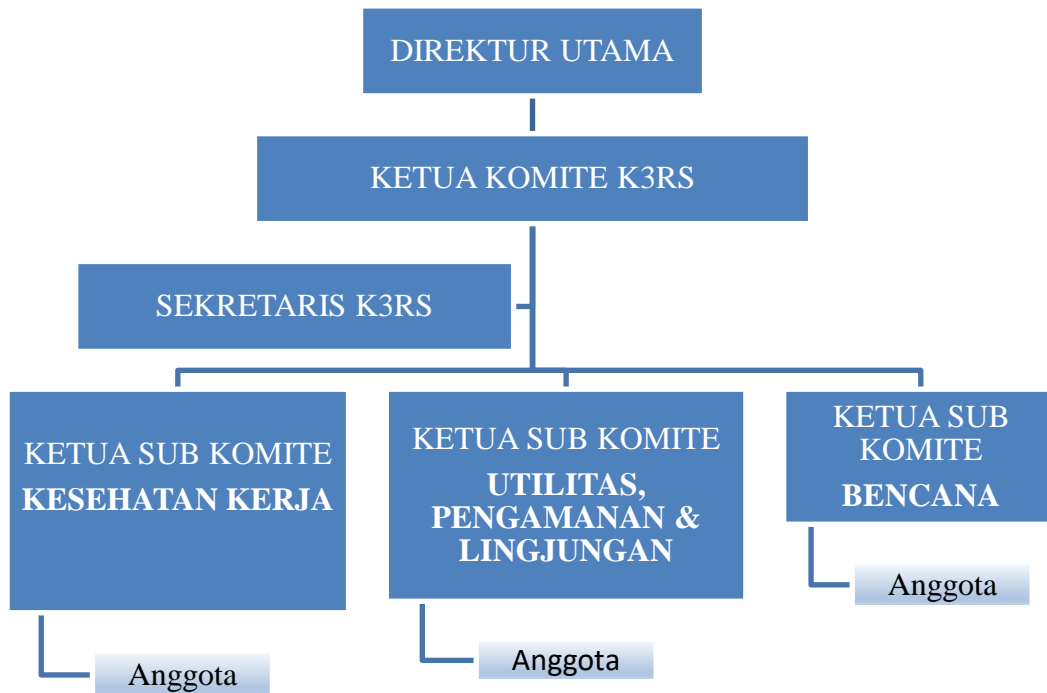 DIREKTUR UTAMA
KETUA KOMITE K3RS
SEKRETARIS K3RS
KETUA SUB KOMITE
KESEHATAN KERJA
Anggota
KETUA SUB KOMITE
UTILITAS,
PENGAMANAN &
LINGJUNGAN
Anggota
KETUA SUB
KOMITE
BENCANA
Anggota